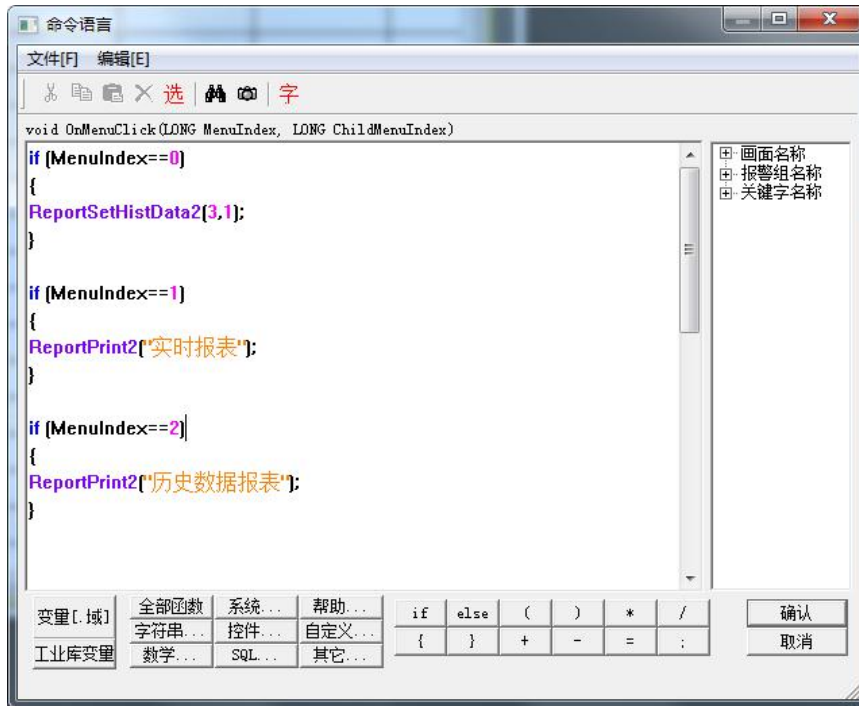 命令语言
文件[F] 编辑[E]
选 字
void OnMenuClick(LONG MenuIndex, LONG ChildMenuIndex)
if (MenuIndex==0)
{
ReportSetHistData2(3,1);
}
if (MenuIndex==1)
{
ReportPrint2("实时报表");
}
if (MenuIndex==2)
{
ReportPrint2("历史数据报表");
}
画面名称
报警组名称
关键字名称
变量[.域] 全部函数 系统... 帮助... if else ( ) * / 确认
字符串... 控件... 自定义... { } + - = ; 取消
工业库变量 数学... SQL... 其它...